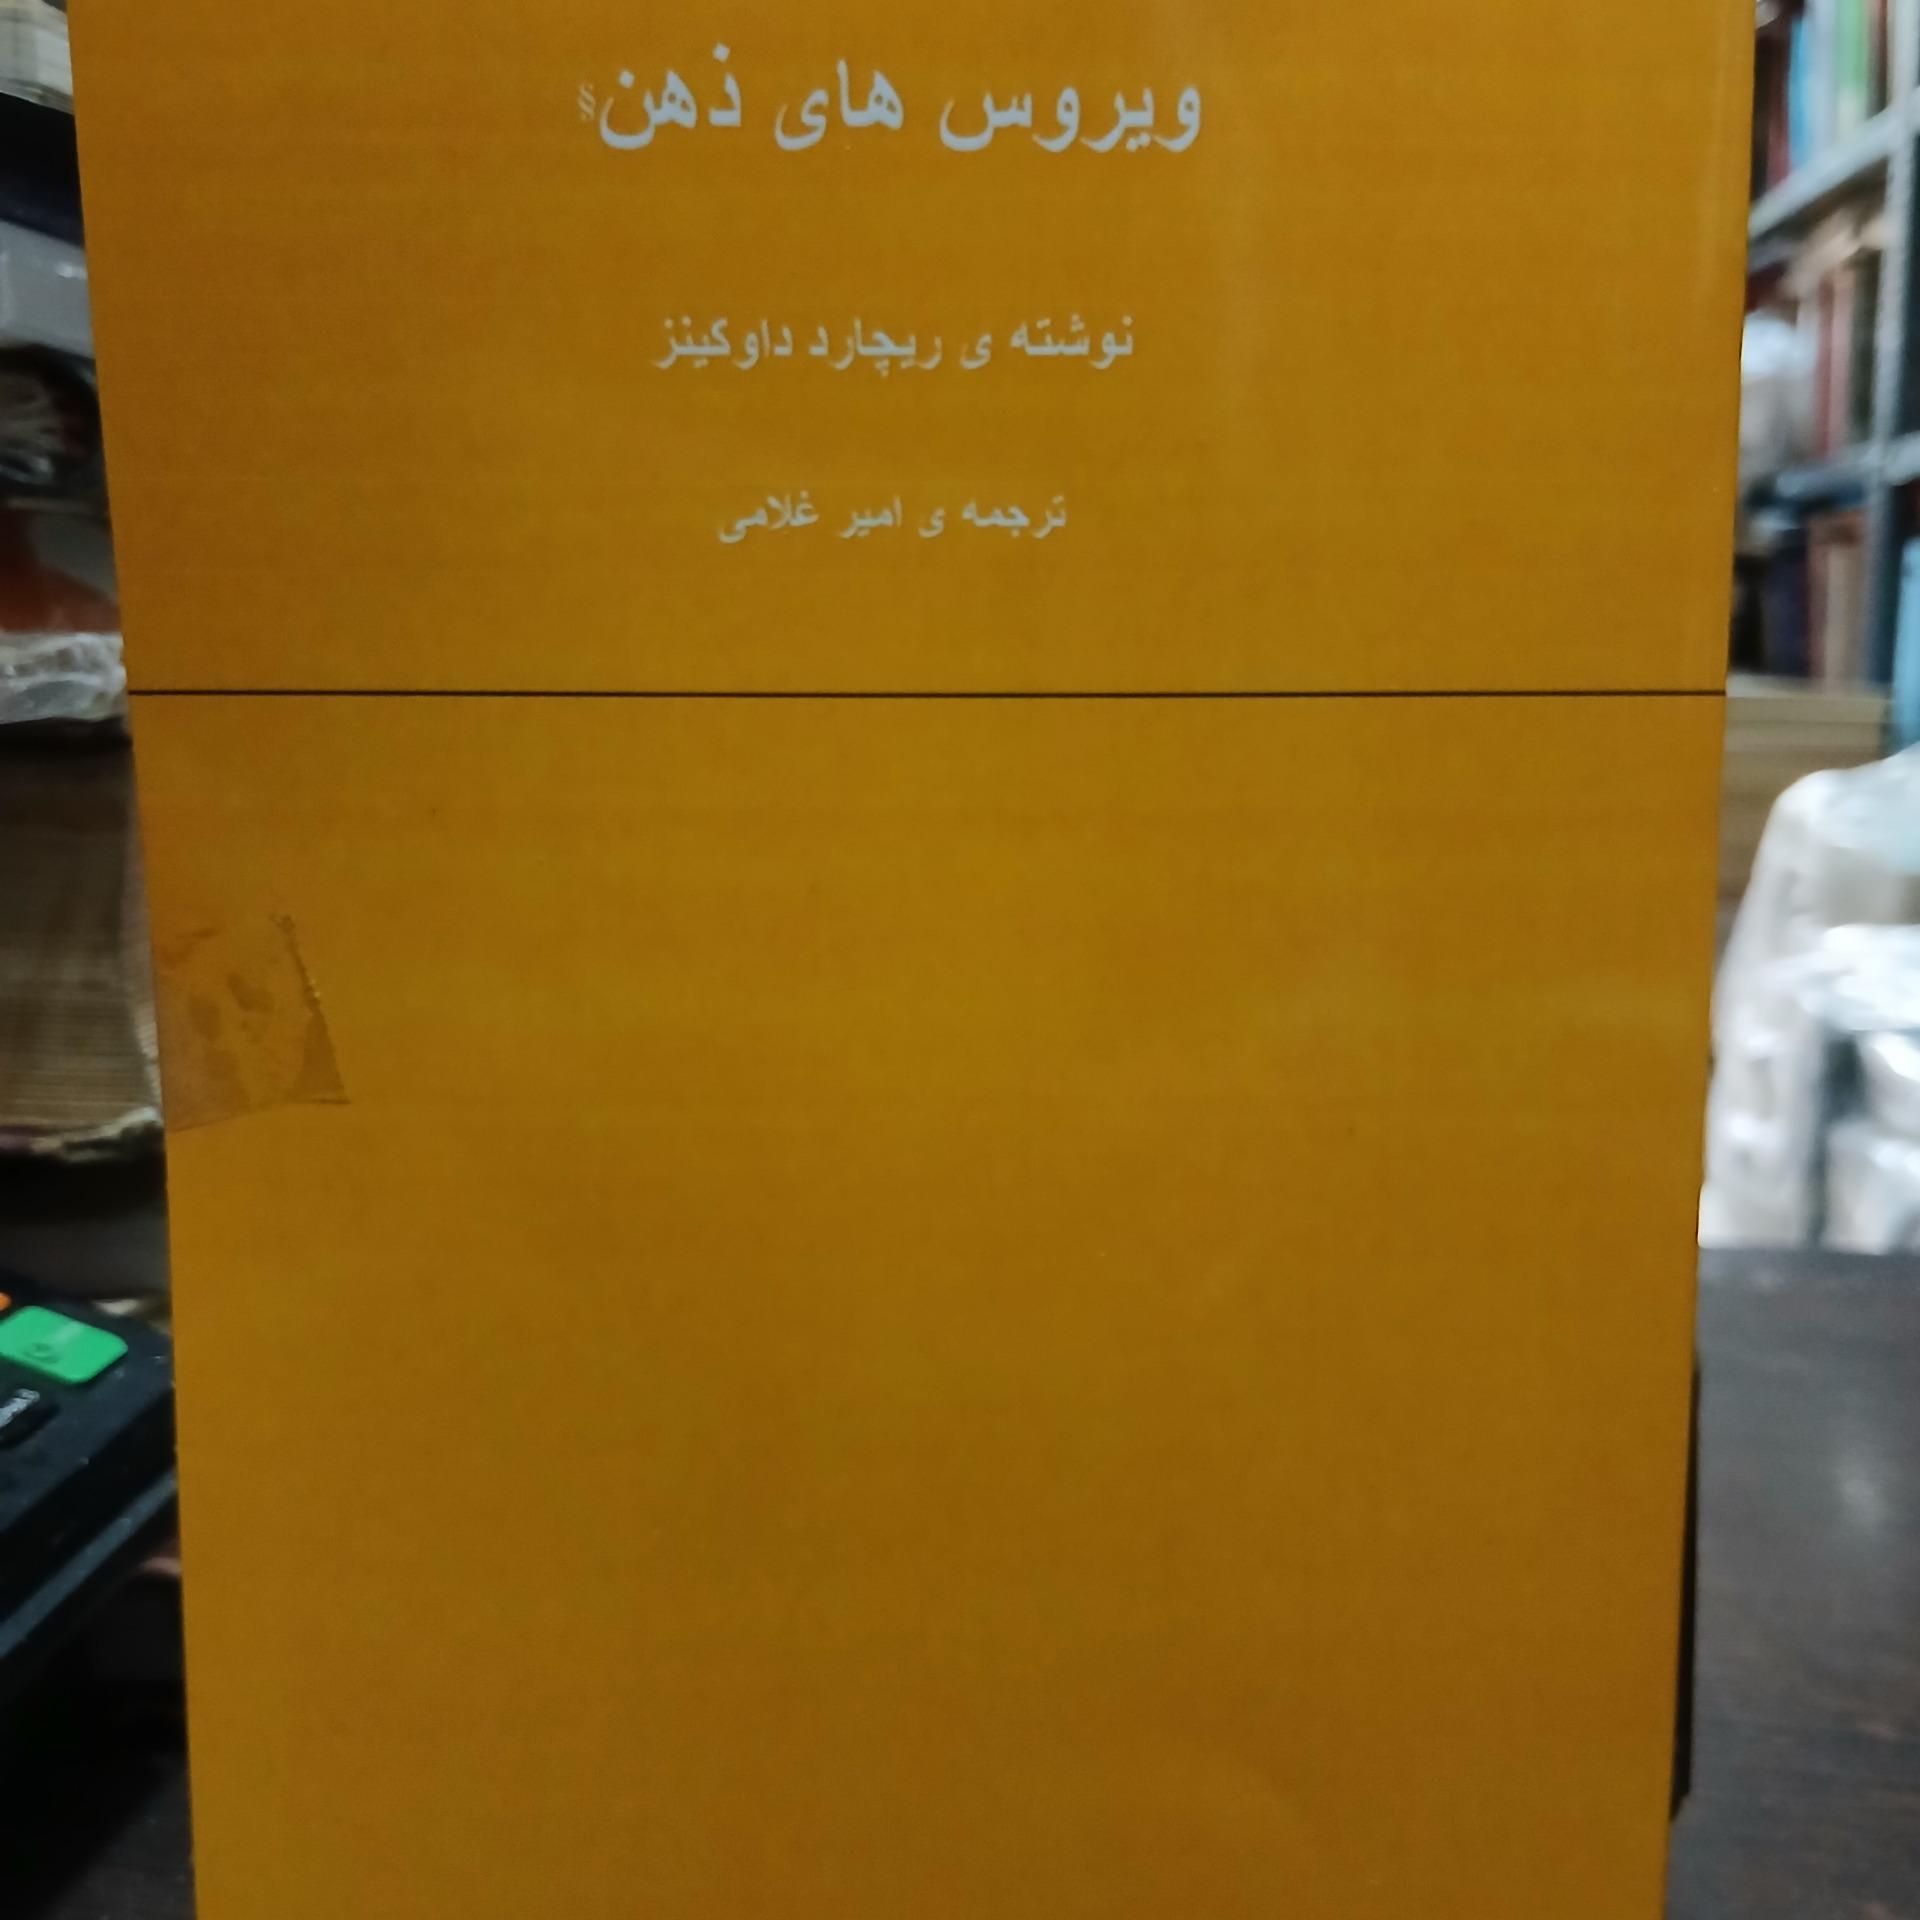 ویروس های ذهن§
نوشته ی ریچارد داوکینز
ترجمه ی امیر غلامی